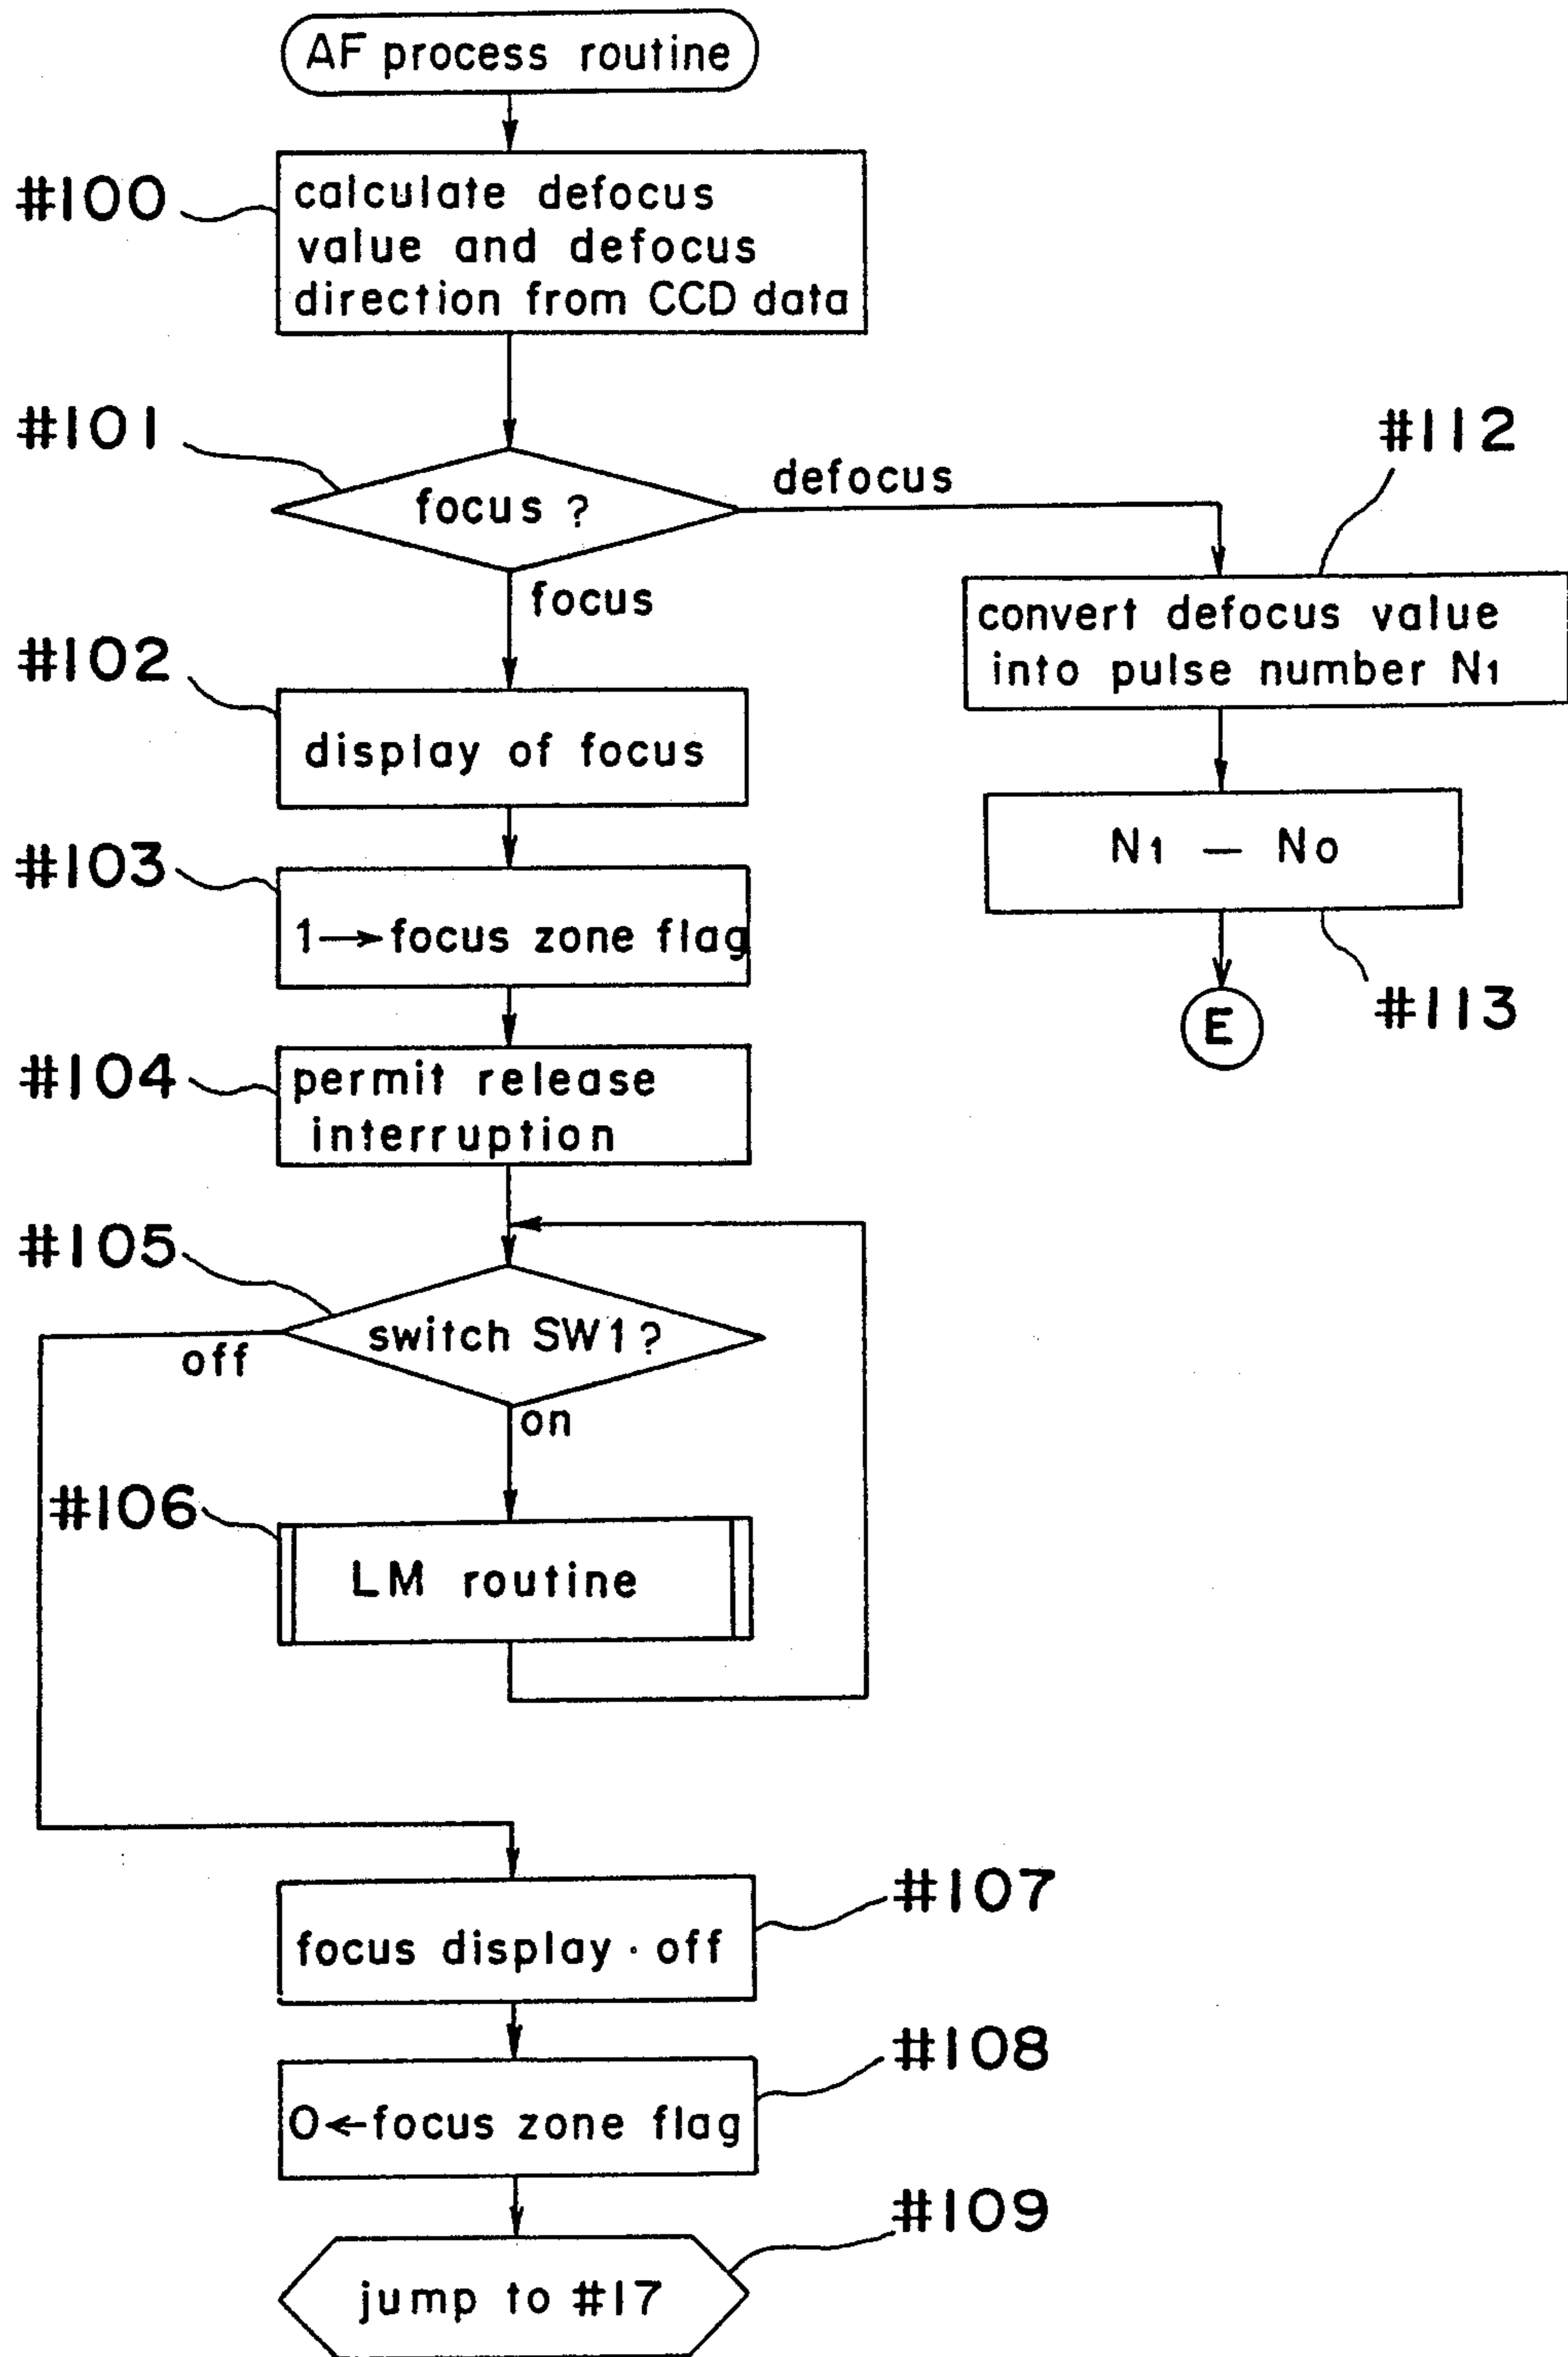 AF process routine
#100
calculate defocus
value and defocus
direction from CCD data
#101
focus ?
defocus
focus
#112
convert defocus value
into pulse number N1
#102
display of focus
N1 — No
#113
E
#103
1→focus zone flag
#104
permit release
interruption
#105
switch SW1?
off
on
#106
LM routine
#107
focus display · off
#108
0←focus zone flag
#109
jump to #17